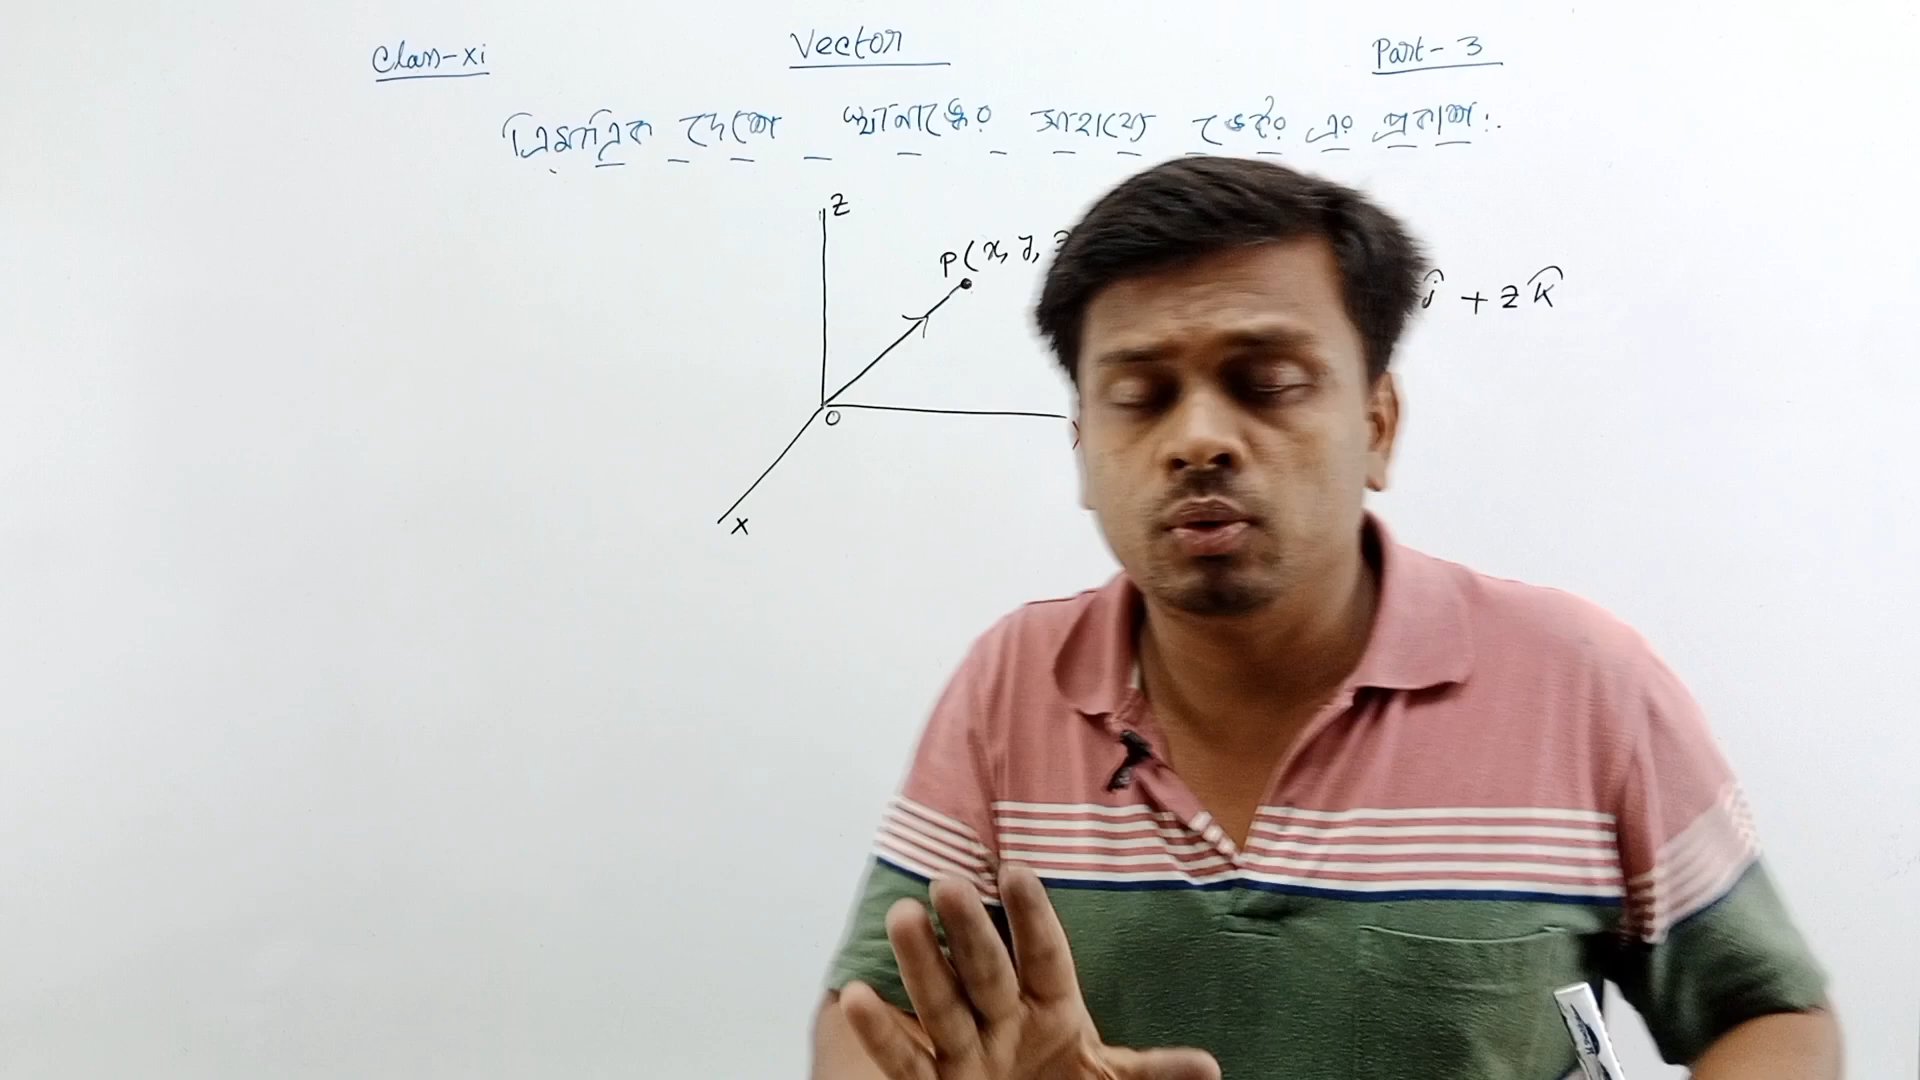 Class-xi
Vector
Part-3
ত্রিমাত্রিক দেশে স্থানাঙ্কের সাহায্যে ভেক্টর এর প্রকাশ:.
Z
P(x, y,
ĵ + z k̂
O
X